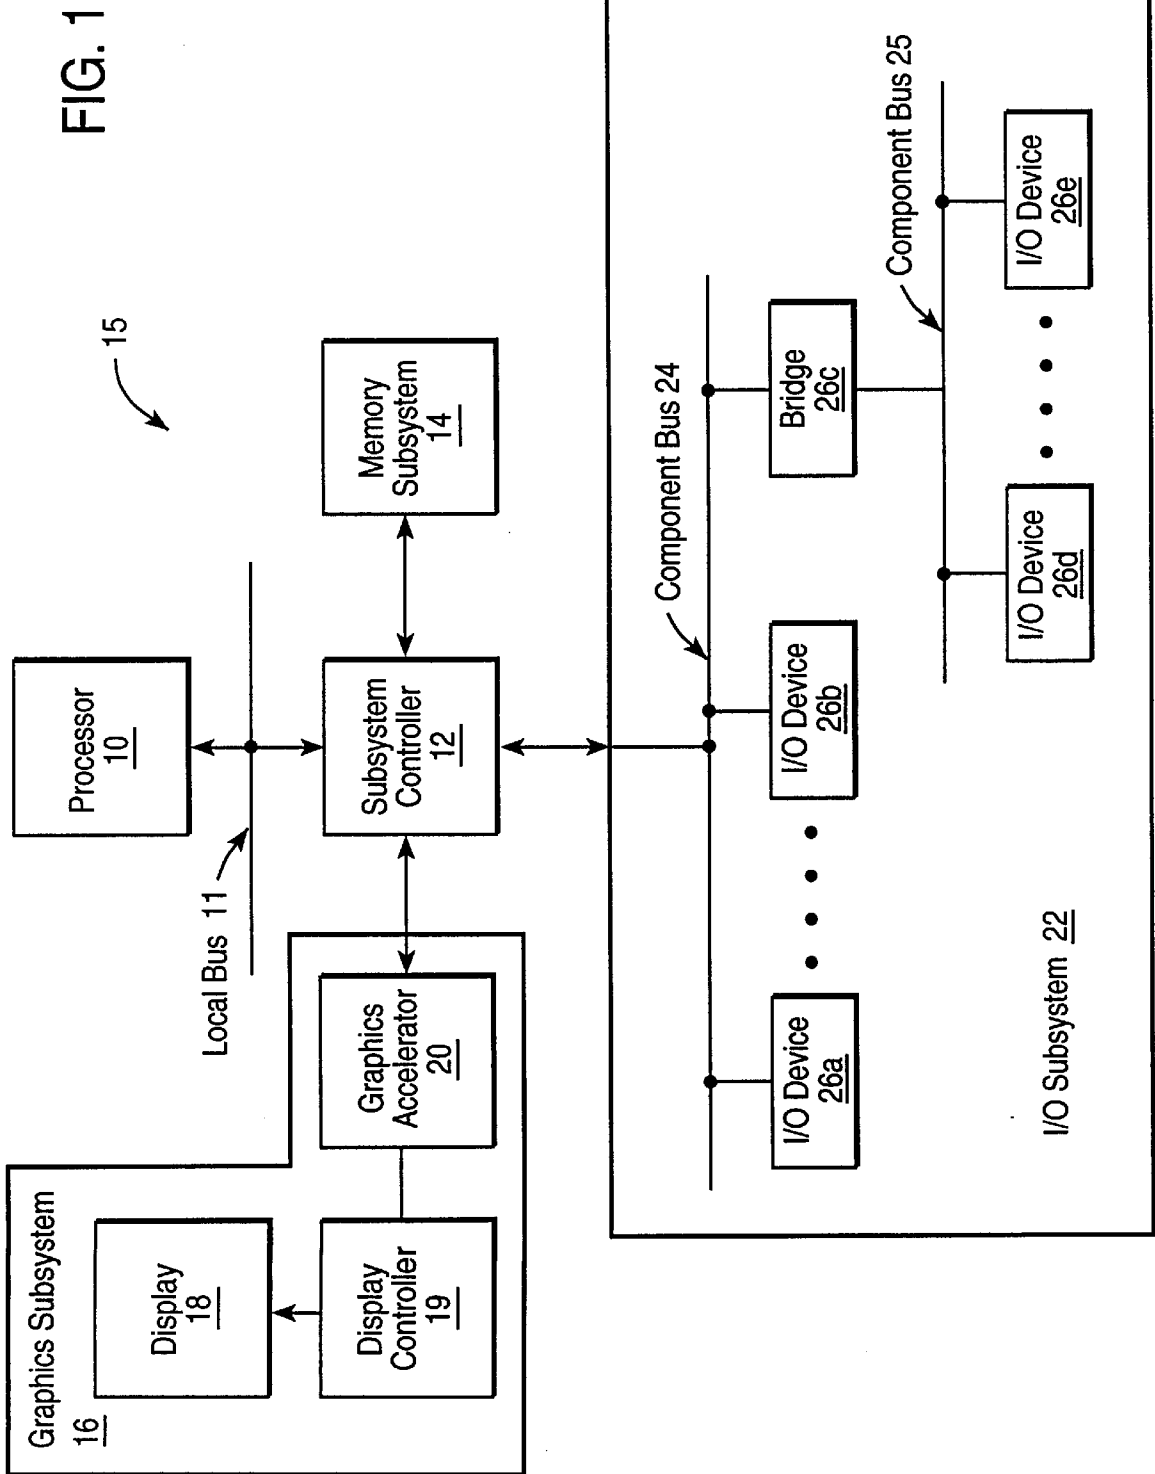 FIG. 1
15
Processor
10
Local Bus 11
Graphics Subsystem
16
Display
18
Display
Controller
19
Graphics
Accelerator
20
Subsystem
Controller
12
Memory
Subsystem
14
Component Bus 24
I/O Device
26a
I/O Device
26b
Bridge
26c
Component Bus 25
I/O Device
26d
I/O Device
26e
I/O Subsystem 22